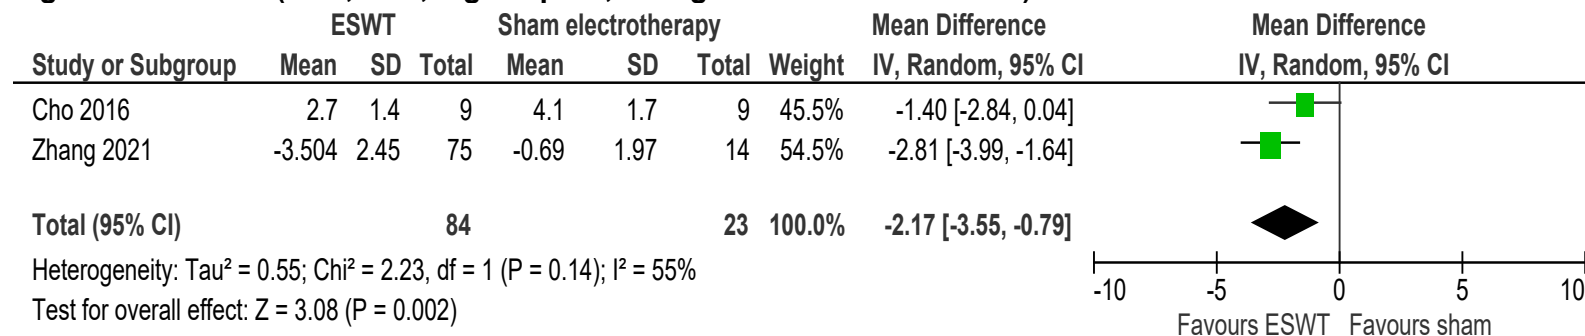 ESWT Sham electrotherapy Mean Difference Mean Difference
Study or Subgroup Mean SD Total Mean SD Total Weight IV, Random, 95% CI IV, Random, 95% CI
Cho 2016 2.7 1.4 9 4.1 1.7 9 45.5% -1.40 [-2.84, 0.04]
Zhang 2021 -3.504 2.45 75 -0.69 1.97 14 54.5% -2.81 [-3.99, -1.64]
Total (95% CI) 84 23 100.0% -2.17 [-3.55, -0.79]
Heterogeneity: Tau² = 0.55; Chi² = 2.23, df = 1 (P = 0.14); I² = 55%
Test for overall effect: Z = 3.08 (P = 0.002)
-10 -5 0 5 10
Favours ESWT Favours sham